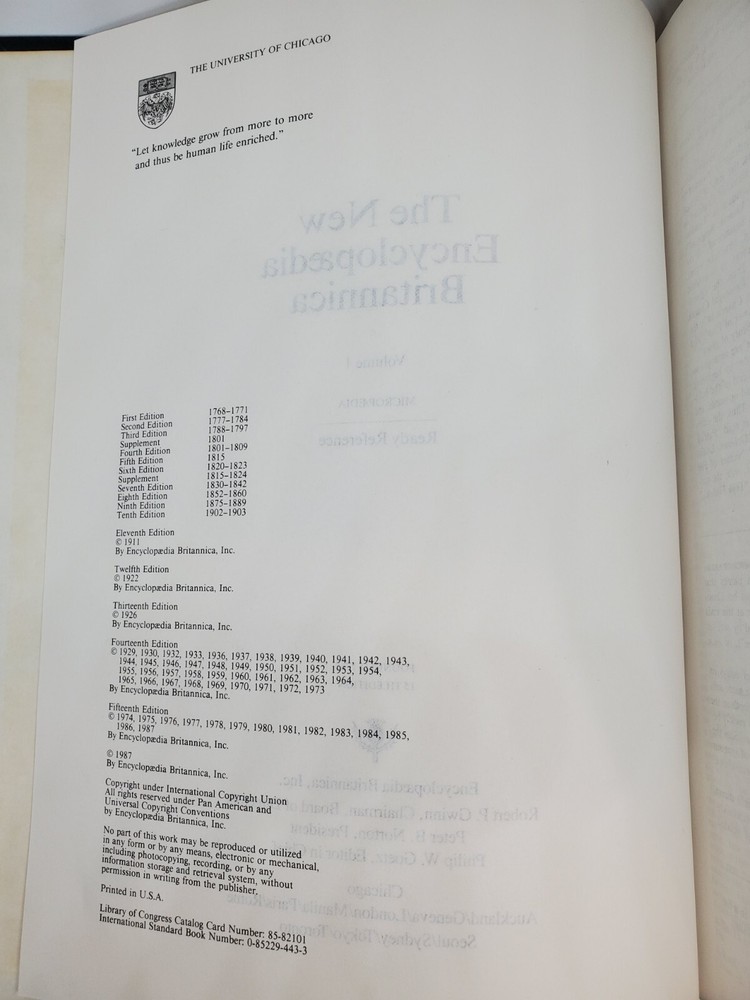 THE UNIVERSITY OF CHICAGO
“Let knowledge grow from more to more
and thus be human life enriched.”
First Edition 1768–1771
Second Edition 1777–1784
Third Edition 1788–1797
Supplement 1801
Fourth Edition 1801–1809
Fifth Edition 1815
Sixth Edition 1820–1823
Supplement 1815–1824
Seventh Edition 1830–1842
Eighth Edition 1852–1860
Ninth Edition 1875–1889
Tenth Edition 1902–1903
Eleventh Edition
© 1911
By Encyclopædia Britannica, Inc.
Twelfth Edition
© 1922
By Encyclopædia Britannica, Inc.
Thirteenth Edition
© 1926
By Encyclopædia Britannica, Inc.
Fourteenth Edition
© 1929, 1930, 1932, 1933, 1936, 1937, 1938, 1939, 1940, 1941, 1942, 1943,
1944, 1945, 1946, 1947, 1948, 1949, 1950, 1951, 1952, 1953, 1954,
1955, 1956, 1957, 1958, 1959, 1960, 1961, 1962, 1963, 1964,
1965, 1966, 1967, 1968, 1969, 1970, 1971, 1972, 1973
By Encyclopædia Britannica, Inc.
Fifteenth Edition
© 1974, 1975, 1976, 1977, 1978, 1979, 1980, 1981, 1982, 1983, 1984, 1985,
1986, 1987
By Encyclopædia Britannica, Inc.
© 1987
By Encyclopædia Britannica, Inc.
Copyright under International Copyright Union
All rights reserved under Pan American and
Universal Copyright Conventions
by Encyclopædia Britannica, Inc.
No part of this work may be reproduced or utilized
in any form or by any means, electronic or mechanical,
including photocopying, recording, or by any
information storage and retrieval system, without
permission in writing from the publisher.
Printed in U.S.A.
Library of Congress Catalog Card Number: 85-82101
International Standard Book Number: 0-85229-443-3